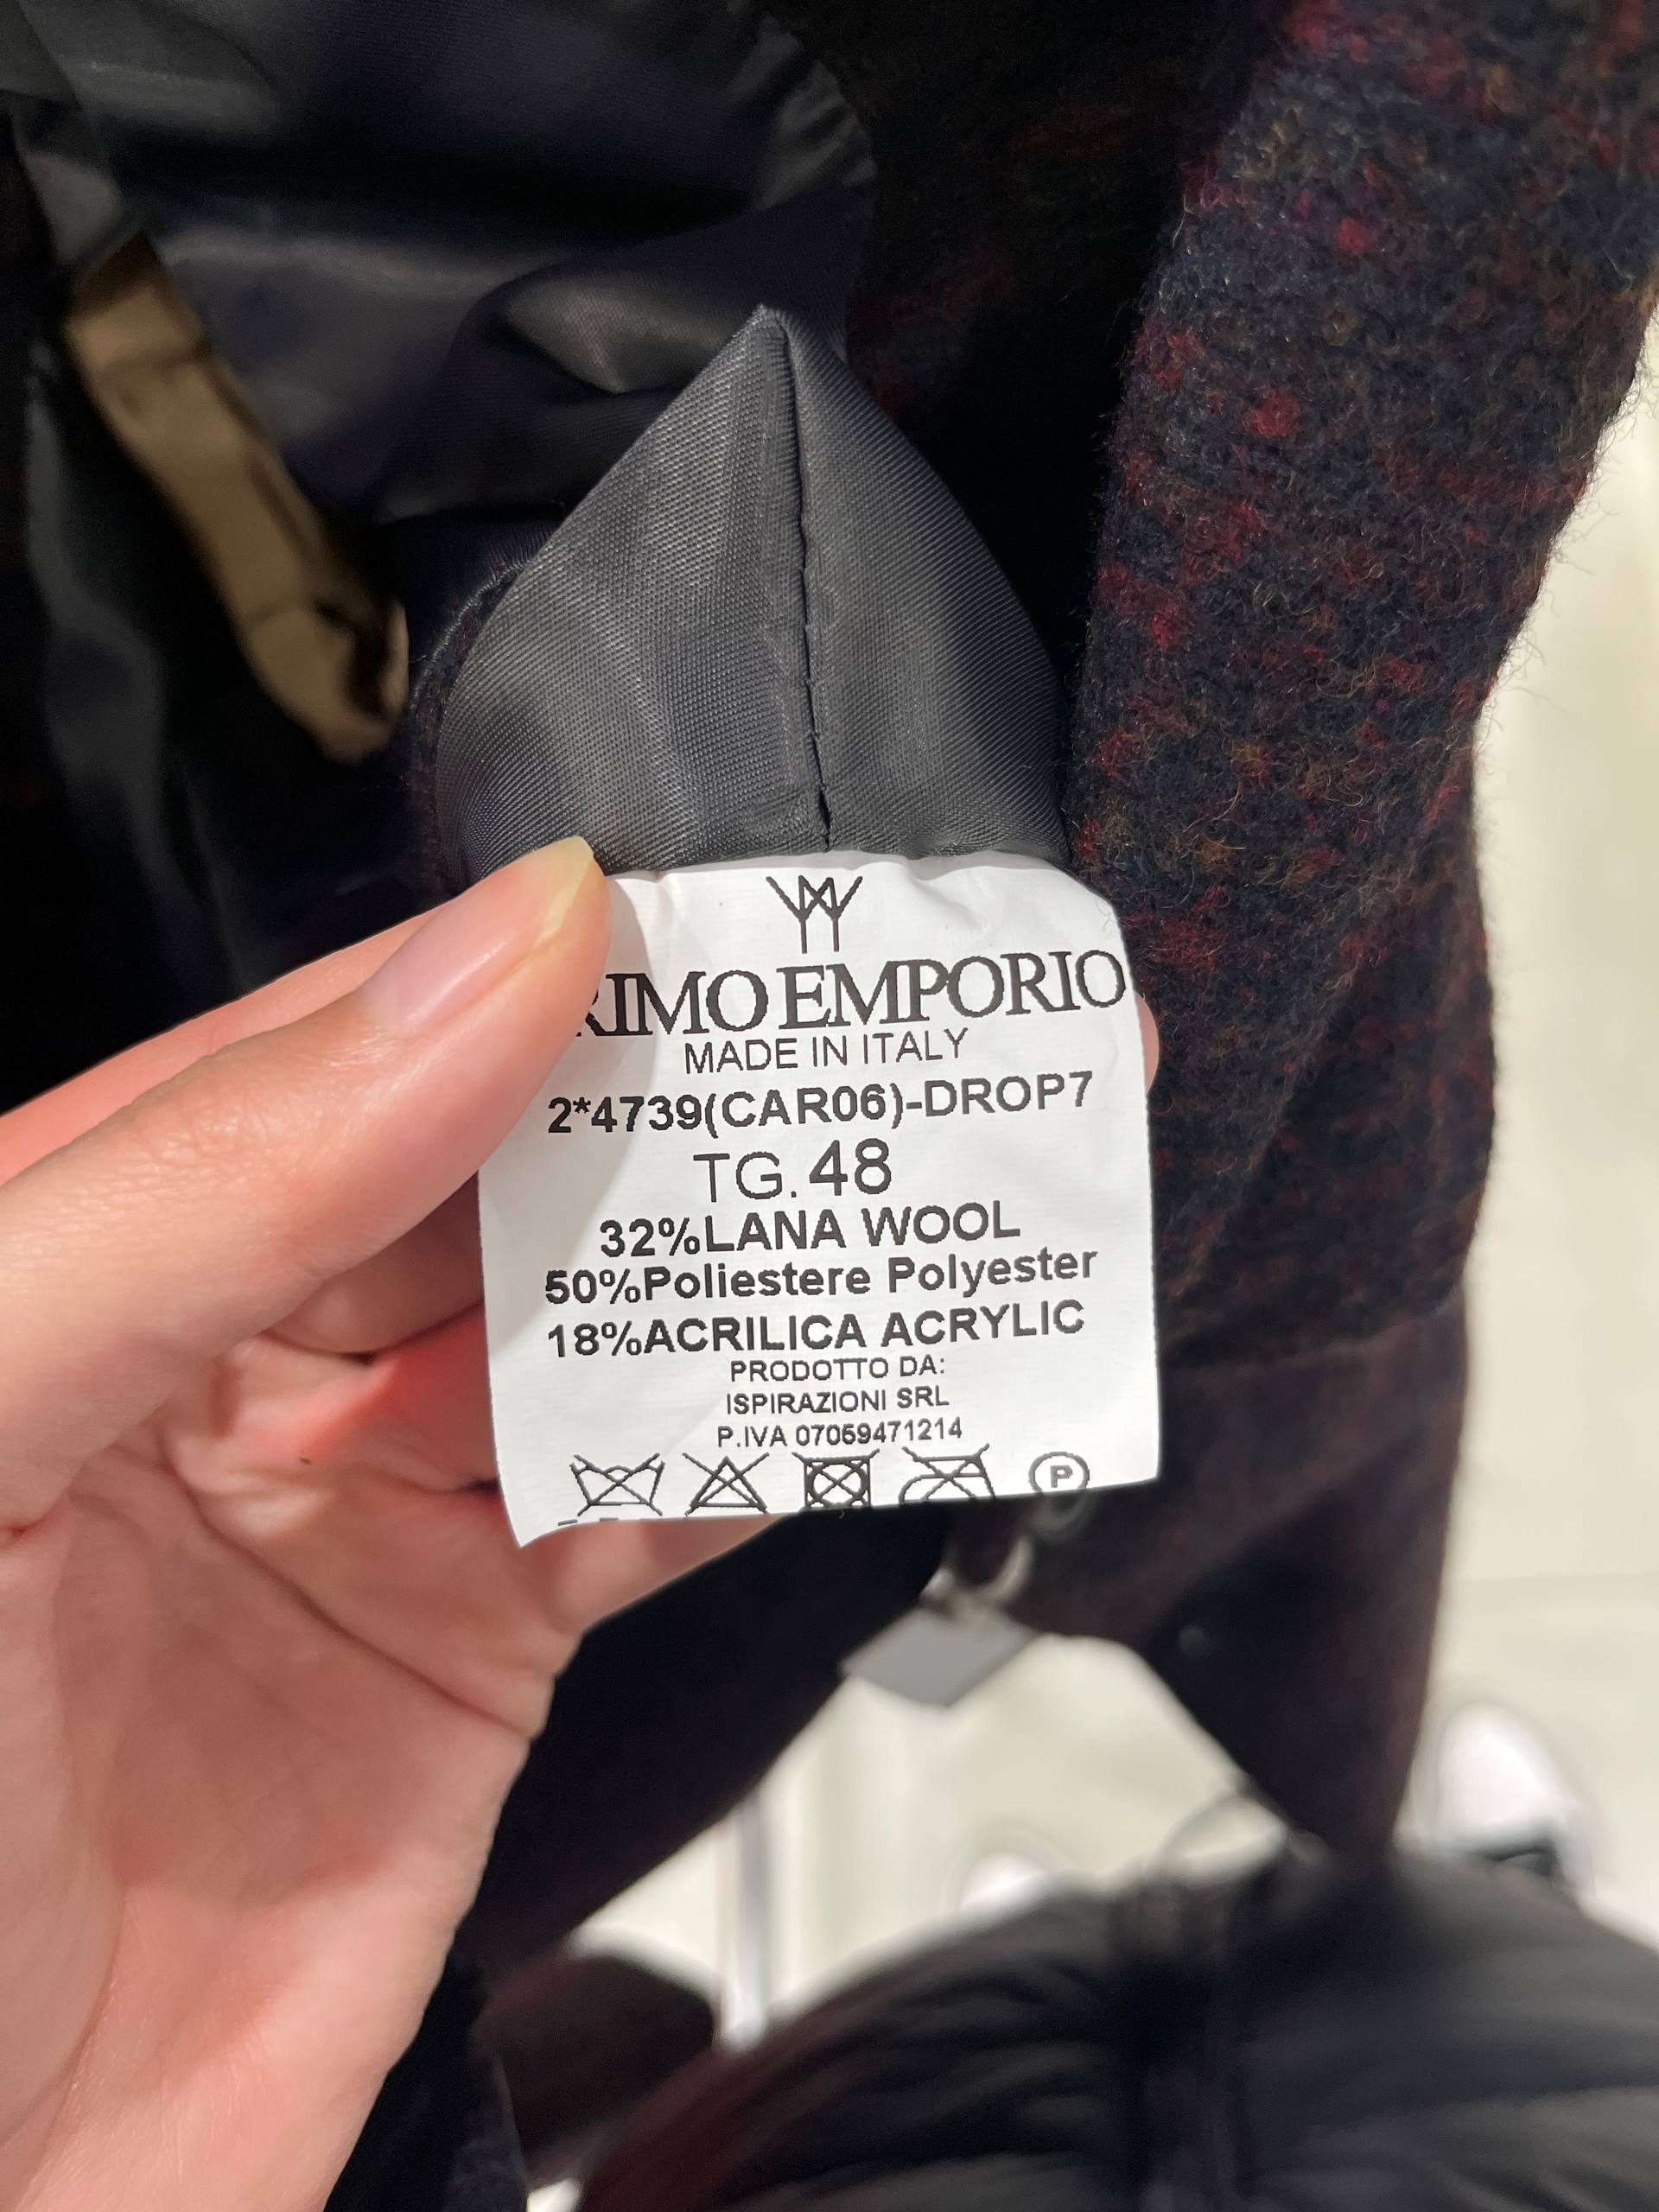 RIMO EMPORIO
MADE IN ITALY
2*4739(CAR06)-DROP7
TG. 48
32%LANA WOOL
50%Poliestere Polyester
18%ACRILICA ACRYLIC
PRODOTTO DA:
ISPIRAZIONI SRL
P.IVA 07059471214
P